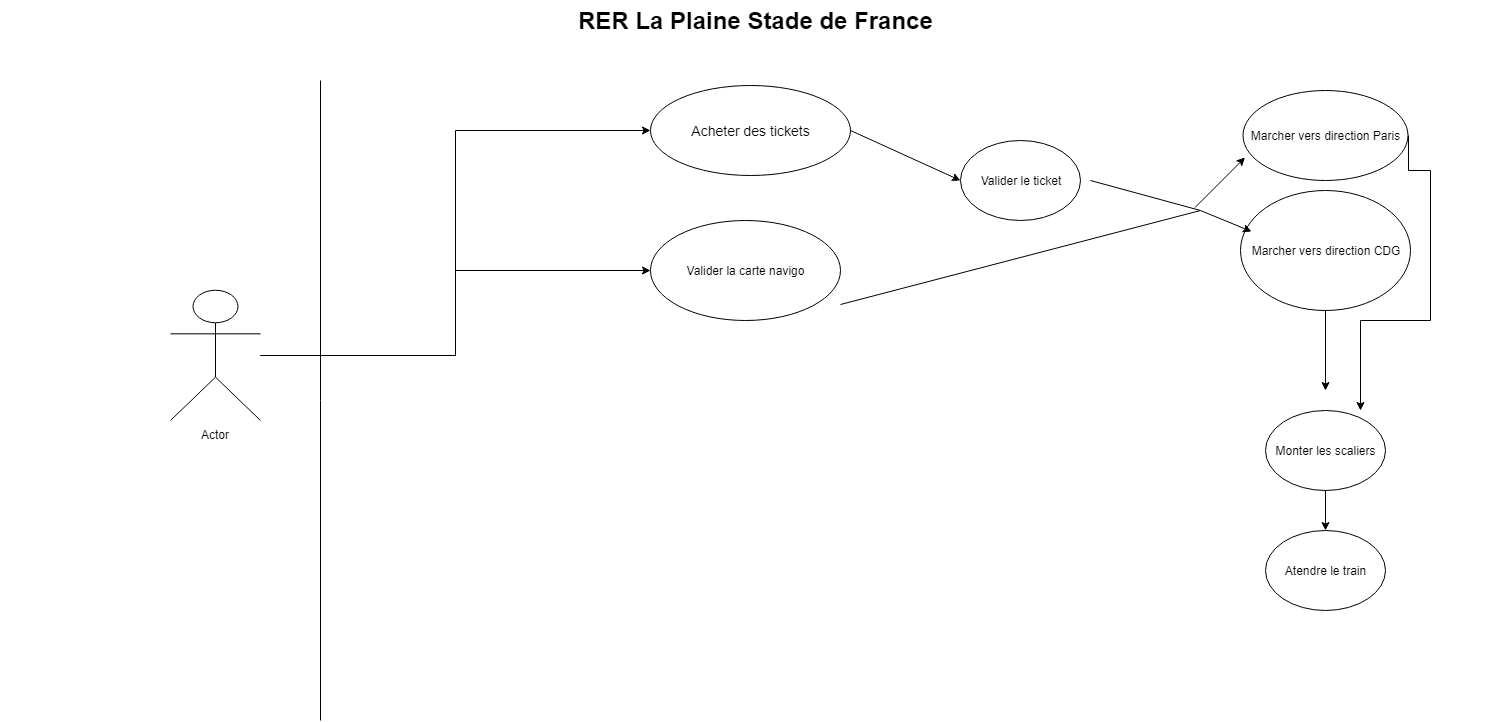 RER La Plaine Stade de France
Acheter des tickets
Marcher vers direction Paris
Valider le ticket
Marcher vers direction CDG
Valider la carte navigo
Actor
Monter les scaliers
Atendre le train